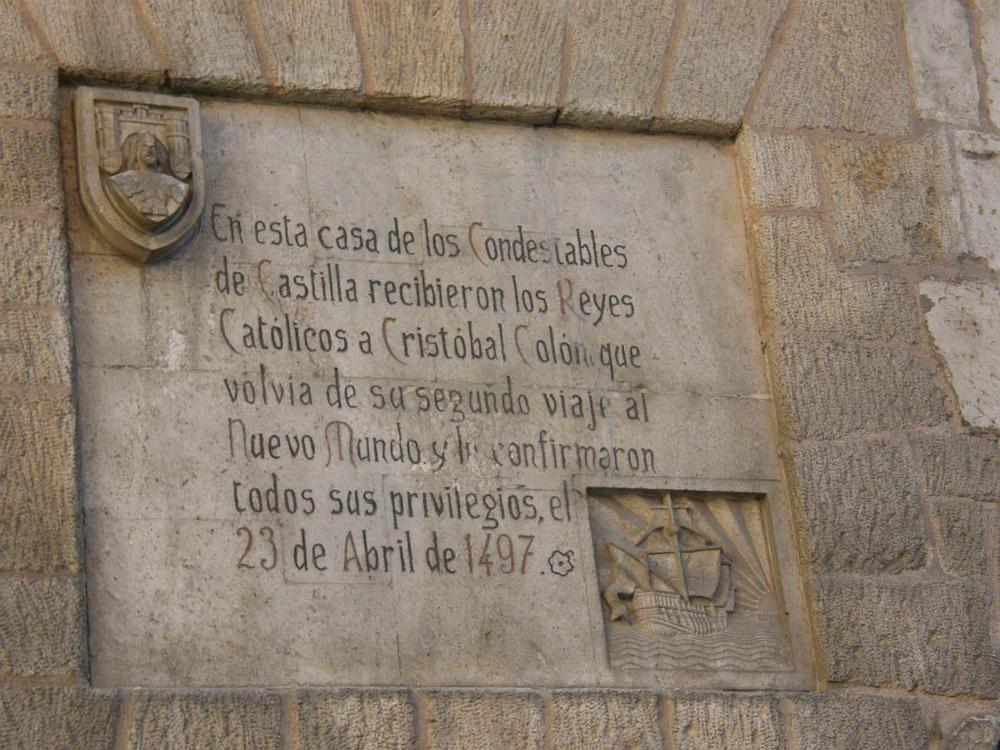 En esta casa de los Condestables
de Castilla recibieron los Reyes
Católicos a Cristóbal Colón que
volvia de su segundo viaje al
Nuevo Mundo y le confirmaron
todos sus privilegios, el
23 de Abril de 1497.